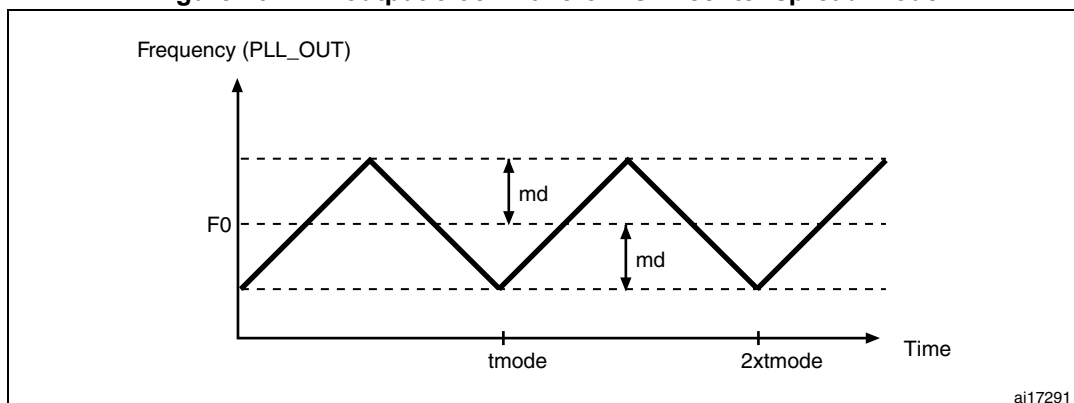 Frequency (PLL_OUT)
md
F0
md
tmode
2xtmode
Time
ai17291